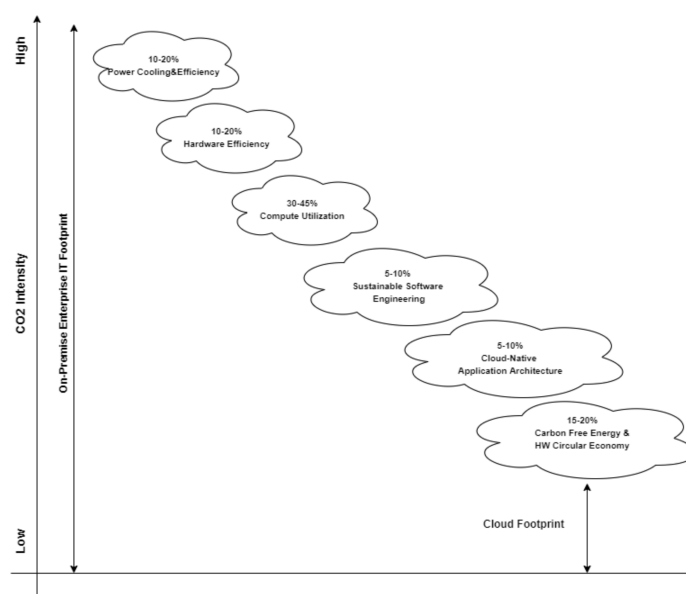 High
CO2 Intensity
Low
On-Premise Enterprise IT Footprint
10-20%
Power Cooling&Efficiency
10-20%
Hardware Efficiency
30-45%
Compute Utilization
5-10%
Sustainable Software
Engineering
5-10%
Cloud-Native
Application Architecture
15-20%
Carbon Free Energy &
HW Circular Economy
Cloud Footprint